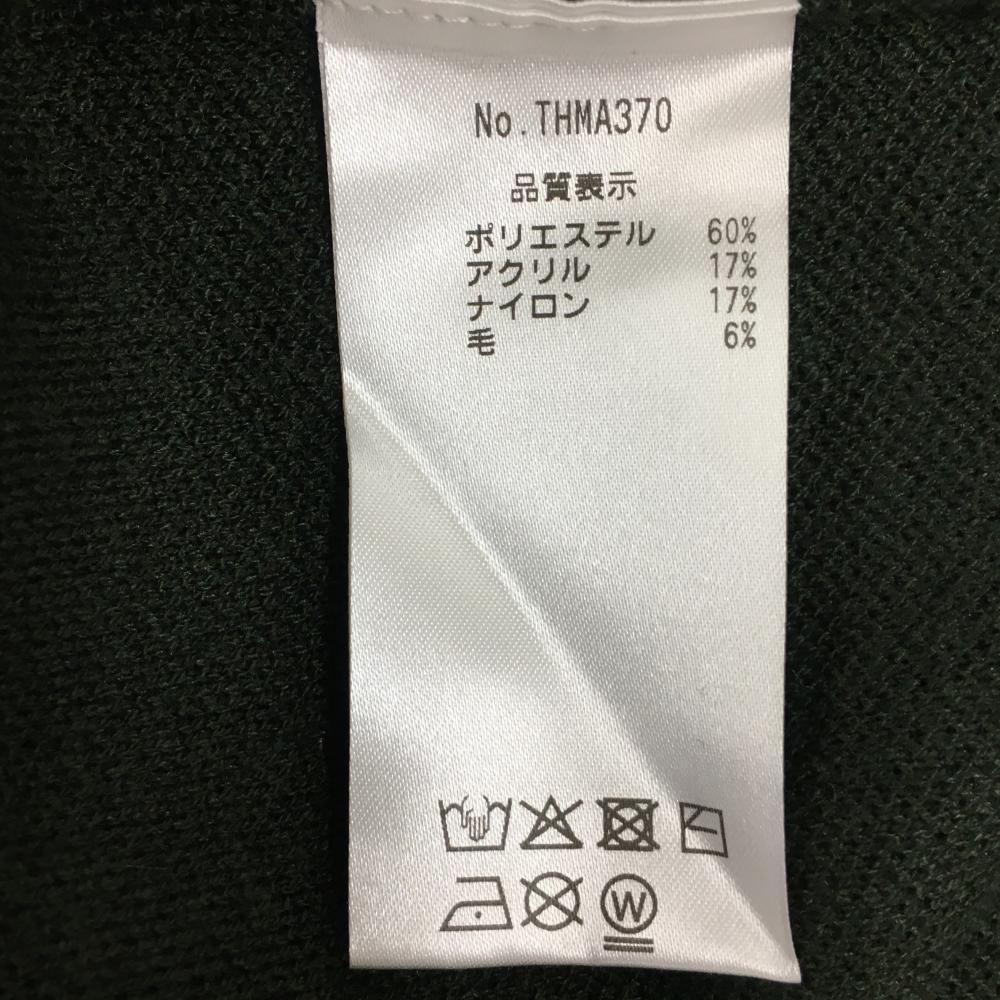 No.THMA370
品質表示
ポリエステル 60%
アクリル 17%
ナイロン 17%
毛 6%
W